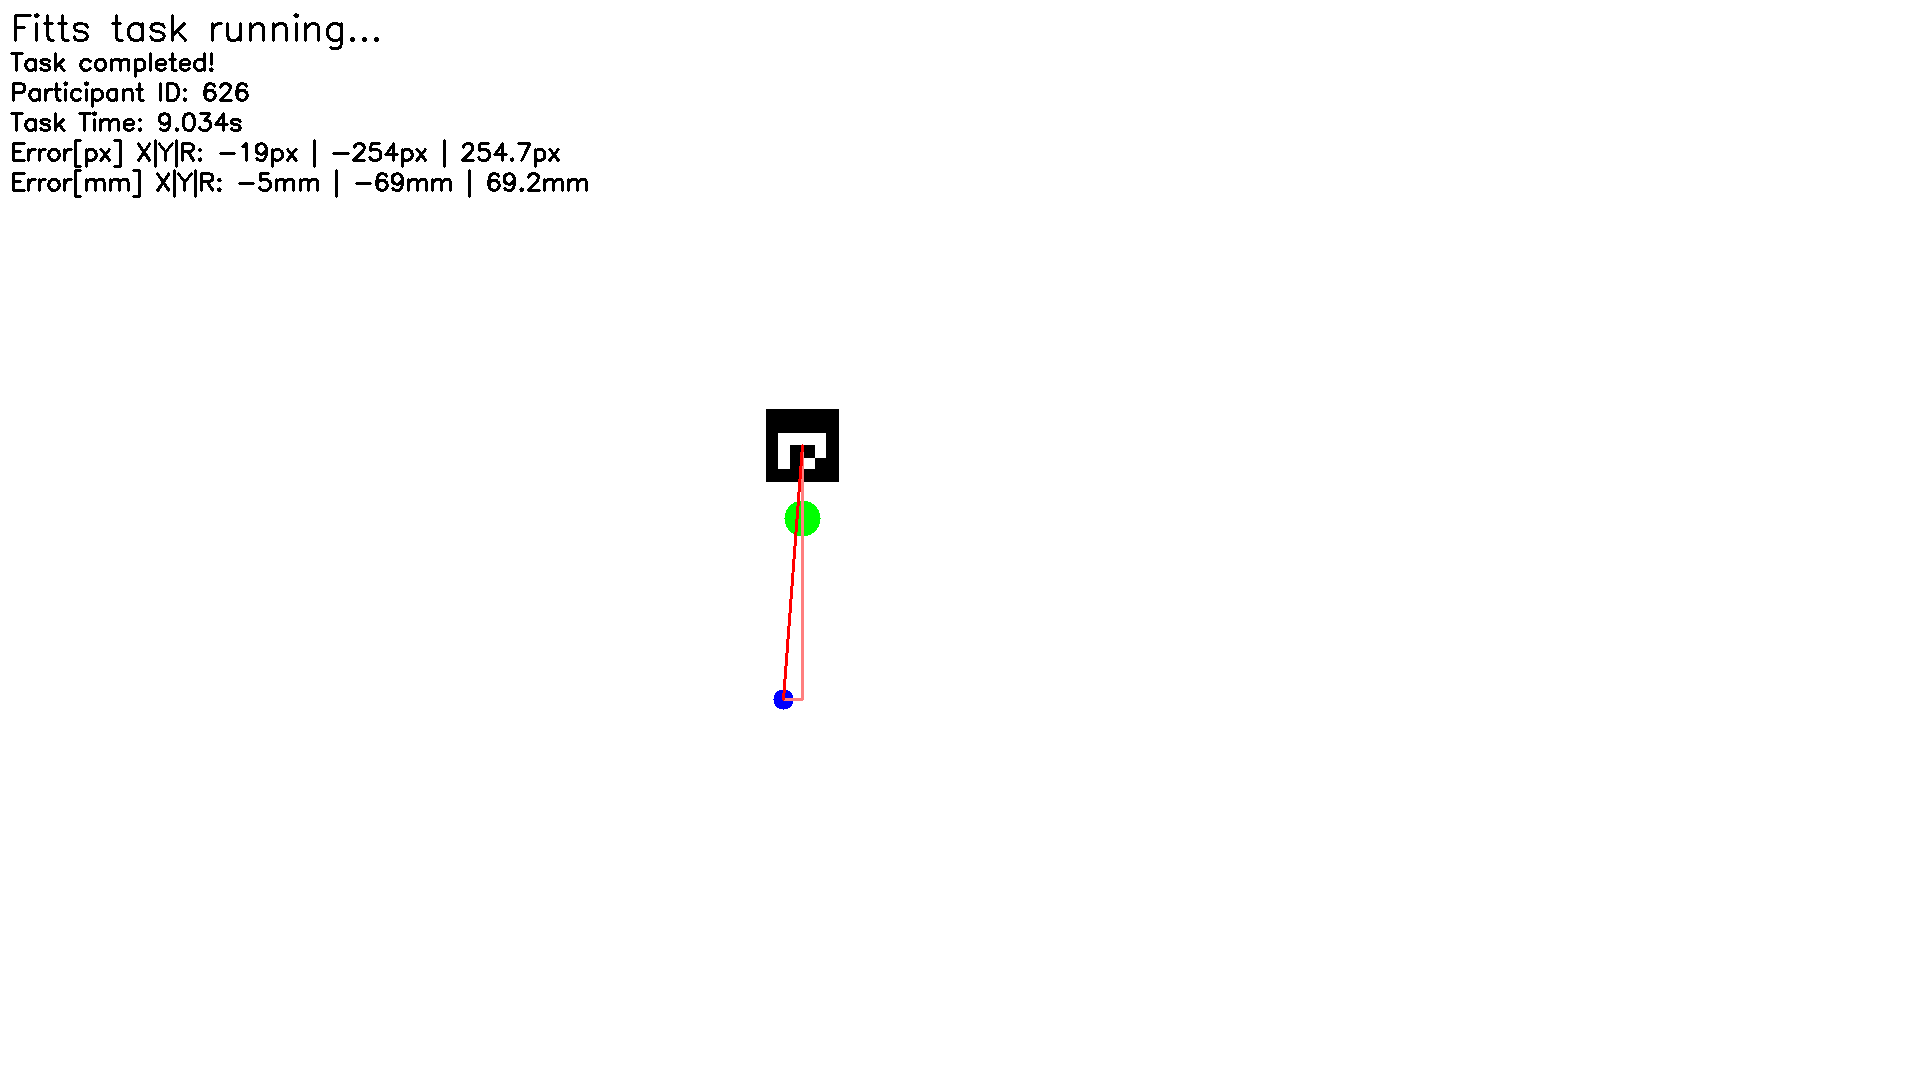 Fitts task running...
Task completed!
Participant ID: 626
Task Time: 9.034s
Error[px] X|Y|R: -19px | -254px | 254.7px
Error[mm] X|Y|R: -5mm | -69mm | 69.2mm